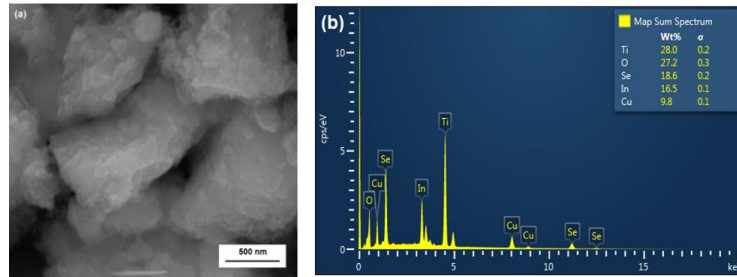 (a)
500 nm
(b)
Map Sum Spectrum
Wt% σ
Ti 28.0 0.2
O 27.2 0.3
Se 18.6 0.2
In 16.5 0.1
Cu 9.8 0.1
cps/eV
10
5
0
O
Cu
Se
In
Ti
Cu
Cu
Se
Se
0 5 10 15 ke